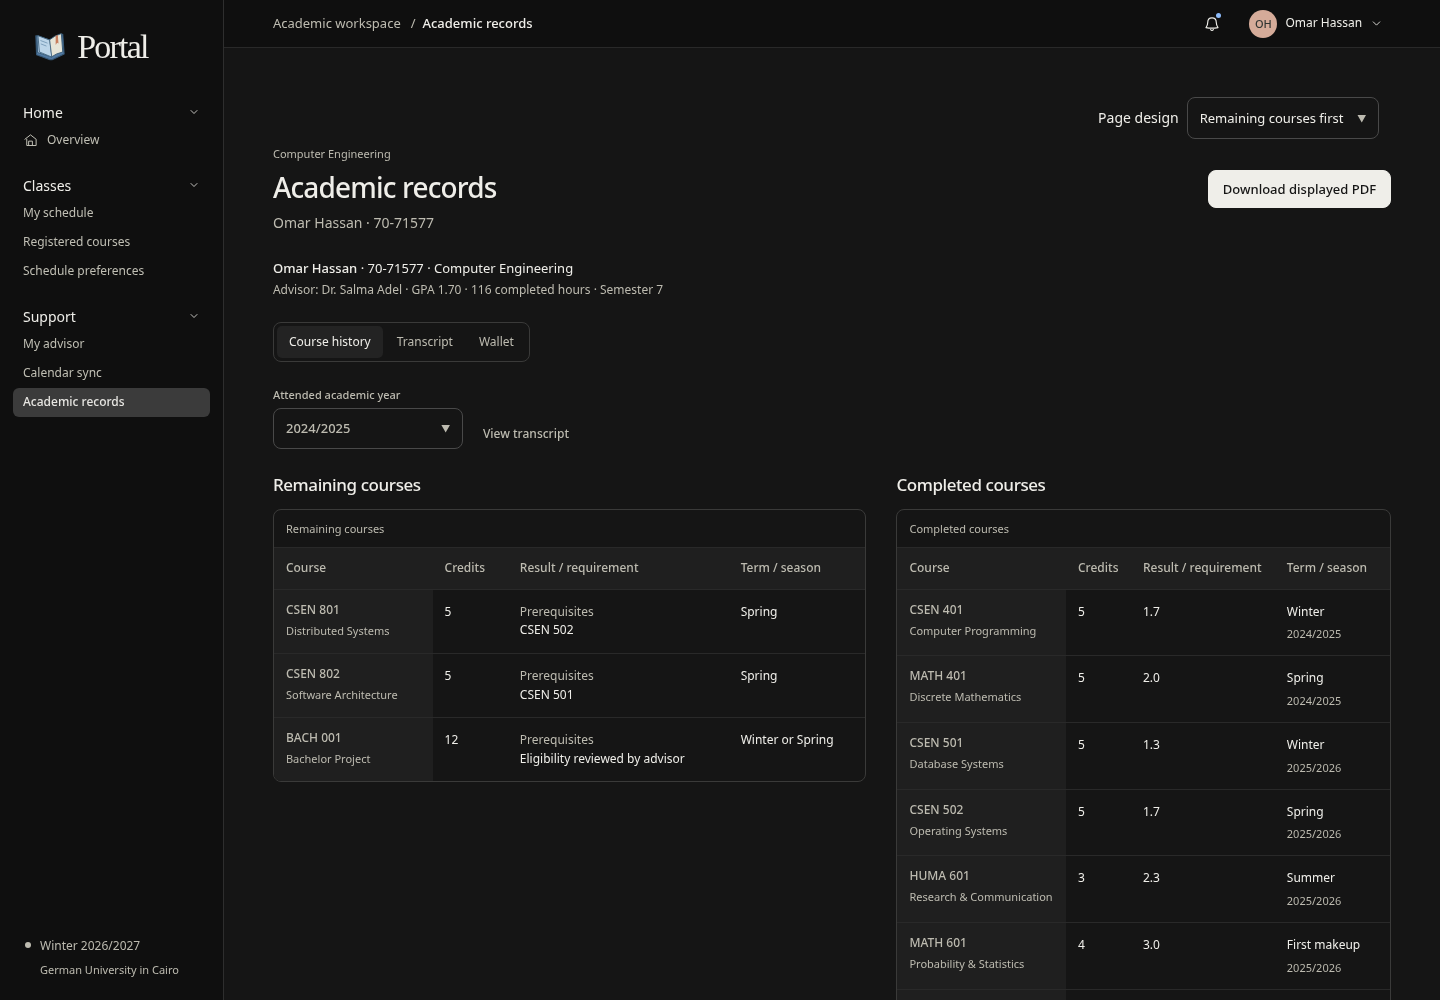 Portal
Home
Overview
Classes
My schedule
Registered courses
Schedule preferences
Support
My advisor
Calendar sync
Academic records
Winter 2026/2027
German University in Cairo
Academic workspace / Academic records
OH Omar Hassan
Page design Remaining courses first
Computer Engineering
Academic records
Omar Hassan · 70-71577
Download displayed PDF
Omar Hassan · 70-71577 · Computer Engineering
Advisor: Dr. Salma Adel · GPA 1.70 · 116 completed hours · Semester 7
Course history Transcript Wallet
Attended academic year
2024/2025 View transcript
Remaining courses
Remaining courses
Course Credits Result / requirement Term / season
CSEN 801 5 Prerequisites Spring
Distributed Systems CSEN 502
CSEN 802 5 Prerequisites Spring
Software Architecture CSEN 501
BACH 001 12 Prerequisites Winter or Spring
Bachelor Project Eligibility reviewed by advisor
Completed courses
Completed courses
Course Credits Result / requirement Term / season
CSEN 401 5 1.7 Winter
Computer Programming 2024/2025
MATH 401 5 2.0 Spring
Discrete Mathematics 2024/2025
CSEN 501 5 1.3 Winter
Database Systems 2025/2026
CSEN 502 5 1.7 Spring
Operating Systems 2025/2026
HUMA 601 3 2.3 Summer
Research & Communication 2025/2026
MATH 601 4 3.0 First makeup
Probability & Statistics 2025/2026